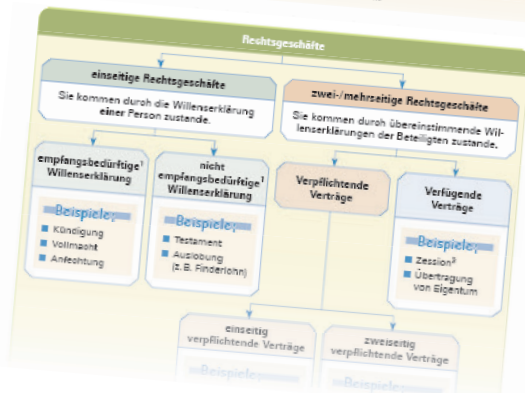 Rechtsgeschäfte
einseitige Rechtsgeschäfte
Sie kommen durch die Willenserklärung
einer Person zustande.
zwei-/mehrseitige Rechtsgeschäfte
Sie kommen durch übereinstimmende Wil-
lenserklärungen der Beteiligten zustande.
empfangsbedürftige¹
Willenserklärung
Beispiele:
Kündigung
Vollmacht
Anfechtung
nicht
empfangsbedürftige¹
Willenserklärung
Beispiele:
Testament
Auslobung
(z. B. Finderlohn)
Verpflichtende
Verträge
Verfügende
Verträge
Beispiele:
Zession²
Übertragung
von Eigentum
einseitig
verpflichtende Verträge
Beispiele:
zweiseitig
verpflichtende Verträge
Beispiele: